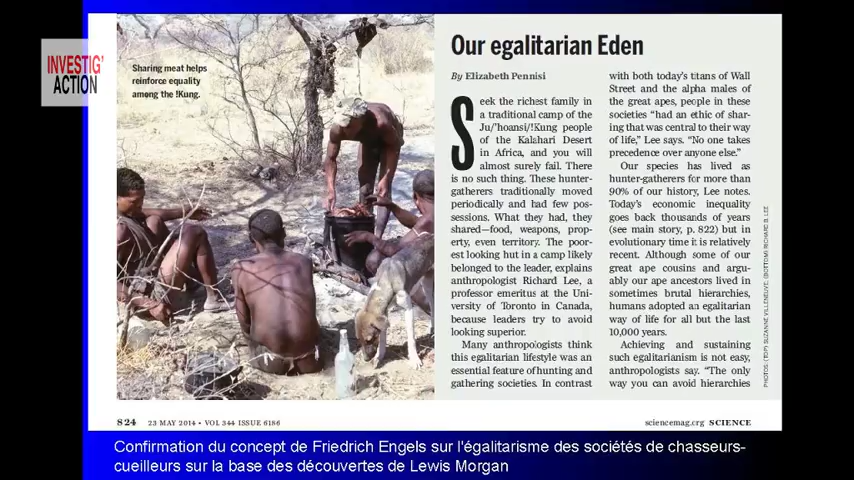 INVESTIG'
ACTION
Sharing meat helps
reinforce equality
among the !Kung.
Our egalitarian Eden
By Elizabeth Pennisi
Seek the richest family in
a traditional camp of the
Ju/’hoansi/!Kung people
of the Kalahari Desert
in Africa, and you will
almost surely fail. There
is no such thing. These hunter-
gatherers traditionally moved
periodically and had few pos-
sessions. What they had, they
shared—food, weapons, prop-
erty, even territory. The poor-
est looking hut in a camp likely
belonged to the leader, explains
anthropologist Richard Lee, a
professor emeritus at the Uni-
versity of Toronto in Canada,
because leaders try to avoid
looking superior.
Many anthropologists think
this egalitarian lifestyle was an
essential feature of hunting and
gathering societies. In contrast
with both today’s titans of Wall
Street and the alpha males of
the great apes, people in these
societies “had an ethic of shar-
ing that was central to their way
of life,” Lee says. “No one takes
precedence over anyone else.”
Our species has lived as
hunter-gatherers for more than
90% of our history, Lee notes.
Today’s economic inequality
goes back thousands of years
(see main story, p. 822) but in
evolutionary time it is relatively
recent. Although some of our
great ape cousins and argu-
ably our ape ancestors lived in
sometimes brutal hierarchies,
humans adopted an egalitarian
way of life for all but the last
10,000 years.
Achieving and sustaining
such egalitarianism is not easy,
anthropologists say. “The only
way you can avoid hierarchies
PHOTOS: (TOP) SUZANNE VILLENEUVE; (BOTTOM) RICHARD B. LEE
824 23 MAY 2014 • VOL 344 ISSUE 6186
sciencemag.org SCIENCE
Confirmation du concept de Friedrich Engels sur l'égalitarisme des sociétés de chasseurs-
cueilleurs sur la base des découvertes de Lewis Morgan